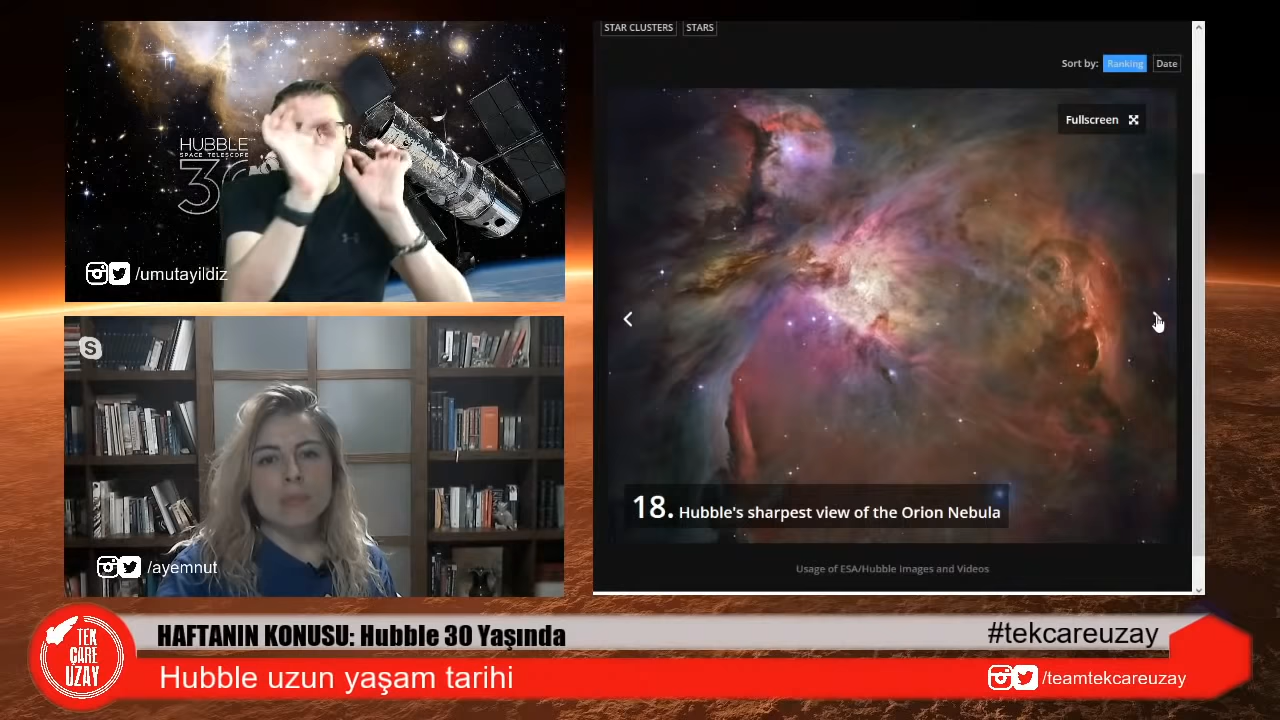 HUBBLE
SPACE TELESCOPE
30
/umutayildiz
S
/ayemnut
STAR CLUSTERS STARS
Sort by: Ranking Date
Fullscreen
18. Hubble's sharpest view of the Orion Nebula
Usage of ESA/Hubble Images and Videos
TEK
ÇARE
UZAY
HAFTANIN KONUSU: Hubble 30 Yaşında
#tekcareuzay
Hubble uzun yaşam tarihi
/teamtekcareuzay